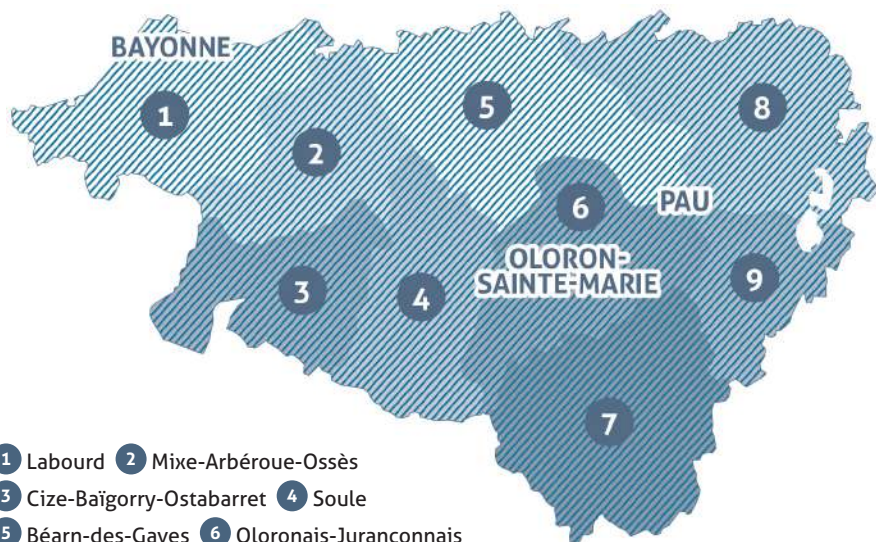 BAYONNE
1
2
5
8
6
PAU
OLORON-
SAINTE-MARIE
3
4
9
7
1 Labourd 2 Mixe-Arbéroue-Ossès
3 Cize-Baïgorry-Ostabarret 4 Soule
5 Béarn-des-Gaves 6 Oloronais-Jurançonnais